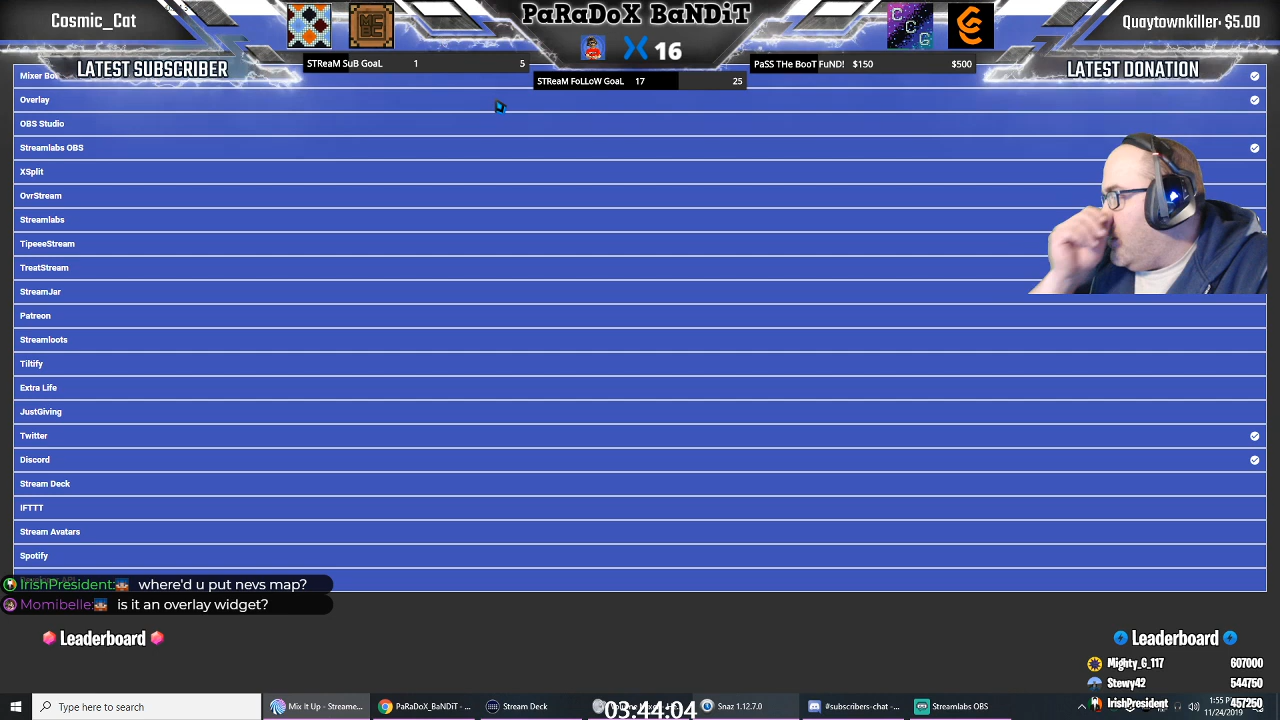 Cosmic_Cat
PaRaDoX BaNDiT
Quaytownkiller: $5.00
16
LATEST SUBSCRIBER
STReaM SuB GoaL 1 5
PaSS THe BooT FuND! $150 $500
LATEST DONATION
STReaM FoLLoW GoaL 17 25
Overlay
OBS Studio
Streamlabs OBS
XSplit
OvrStream
Streamlabs
TipeeeStream
TreatStream
StreamJar
Patreon
Streamloots
Tiltify
Extra Life
JustGiving
Twitter
Discord
Stream Deck
IFTTT
Stream Avatars
Spotify
IrishPresident: where'd u put nevs map?
Momibelle: is it an overlay widget?
Leaderboard
Leaderboard
Mighty_G_117 607000
Stewy42 544750
IrishPresident 457250
Type here to search
Mix It Up - Streame...
PaRaDoX_BaNDiT - ...
Stream Deck
03:44:04
Snaz 1.12.7.0
#subscribers-chat -...
Streamlabs OBS
11/24/2019